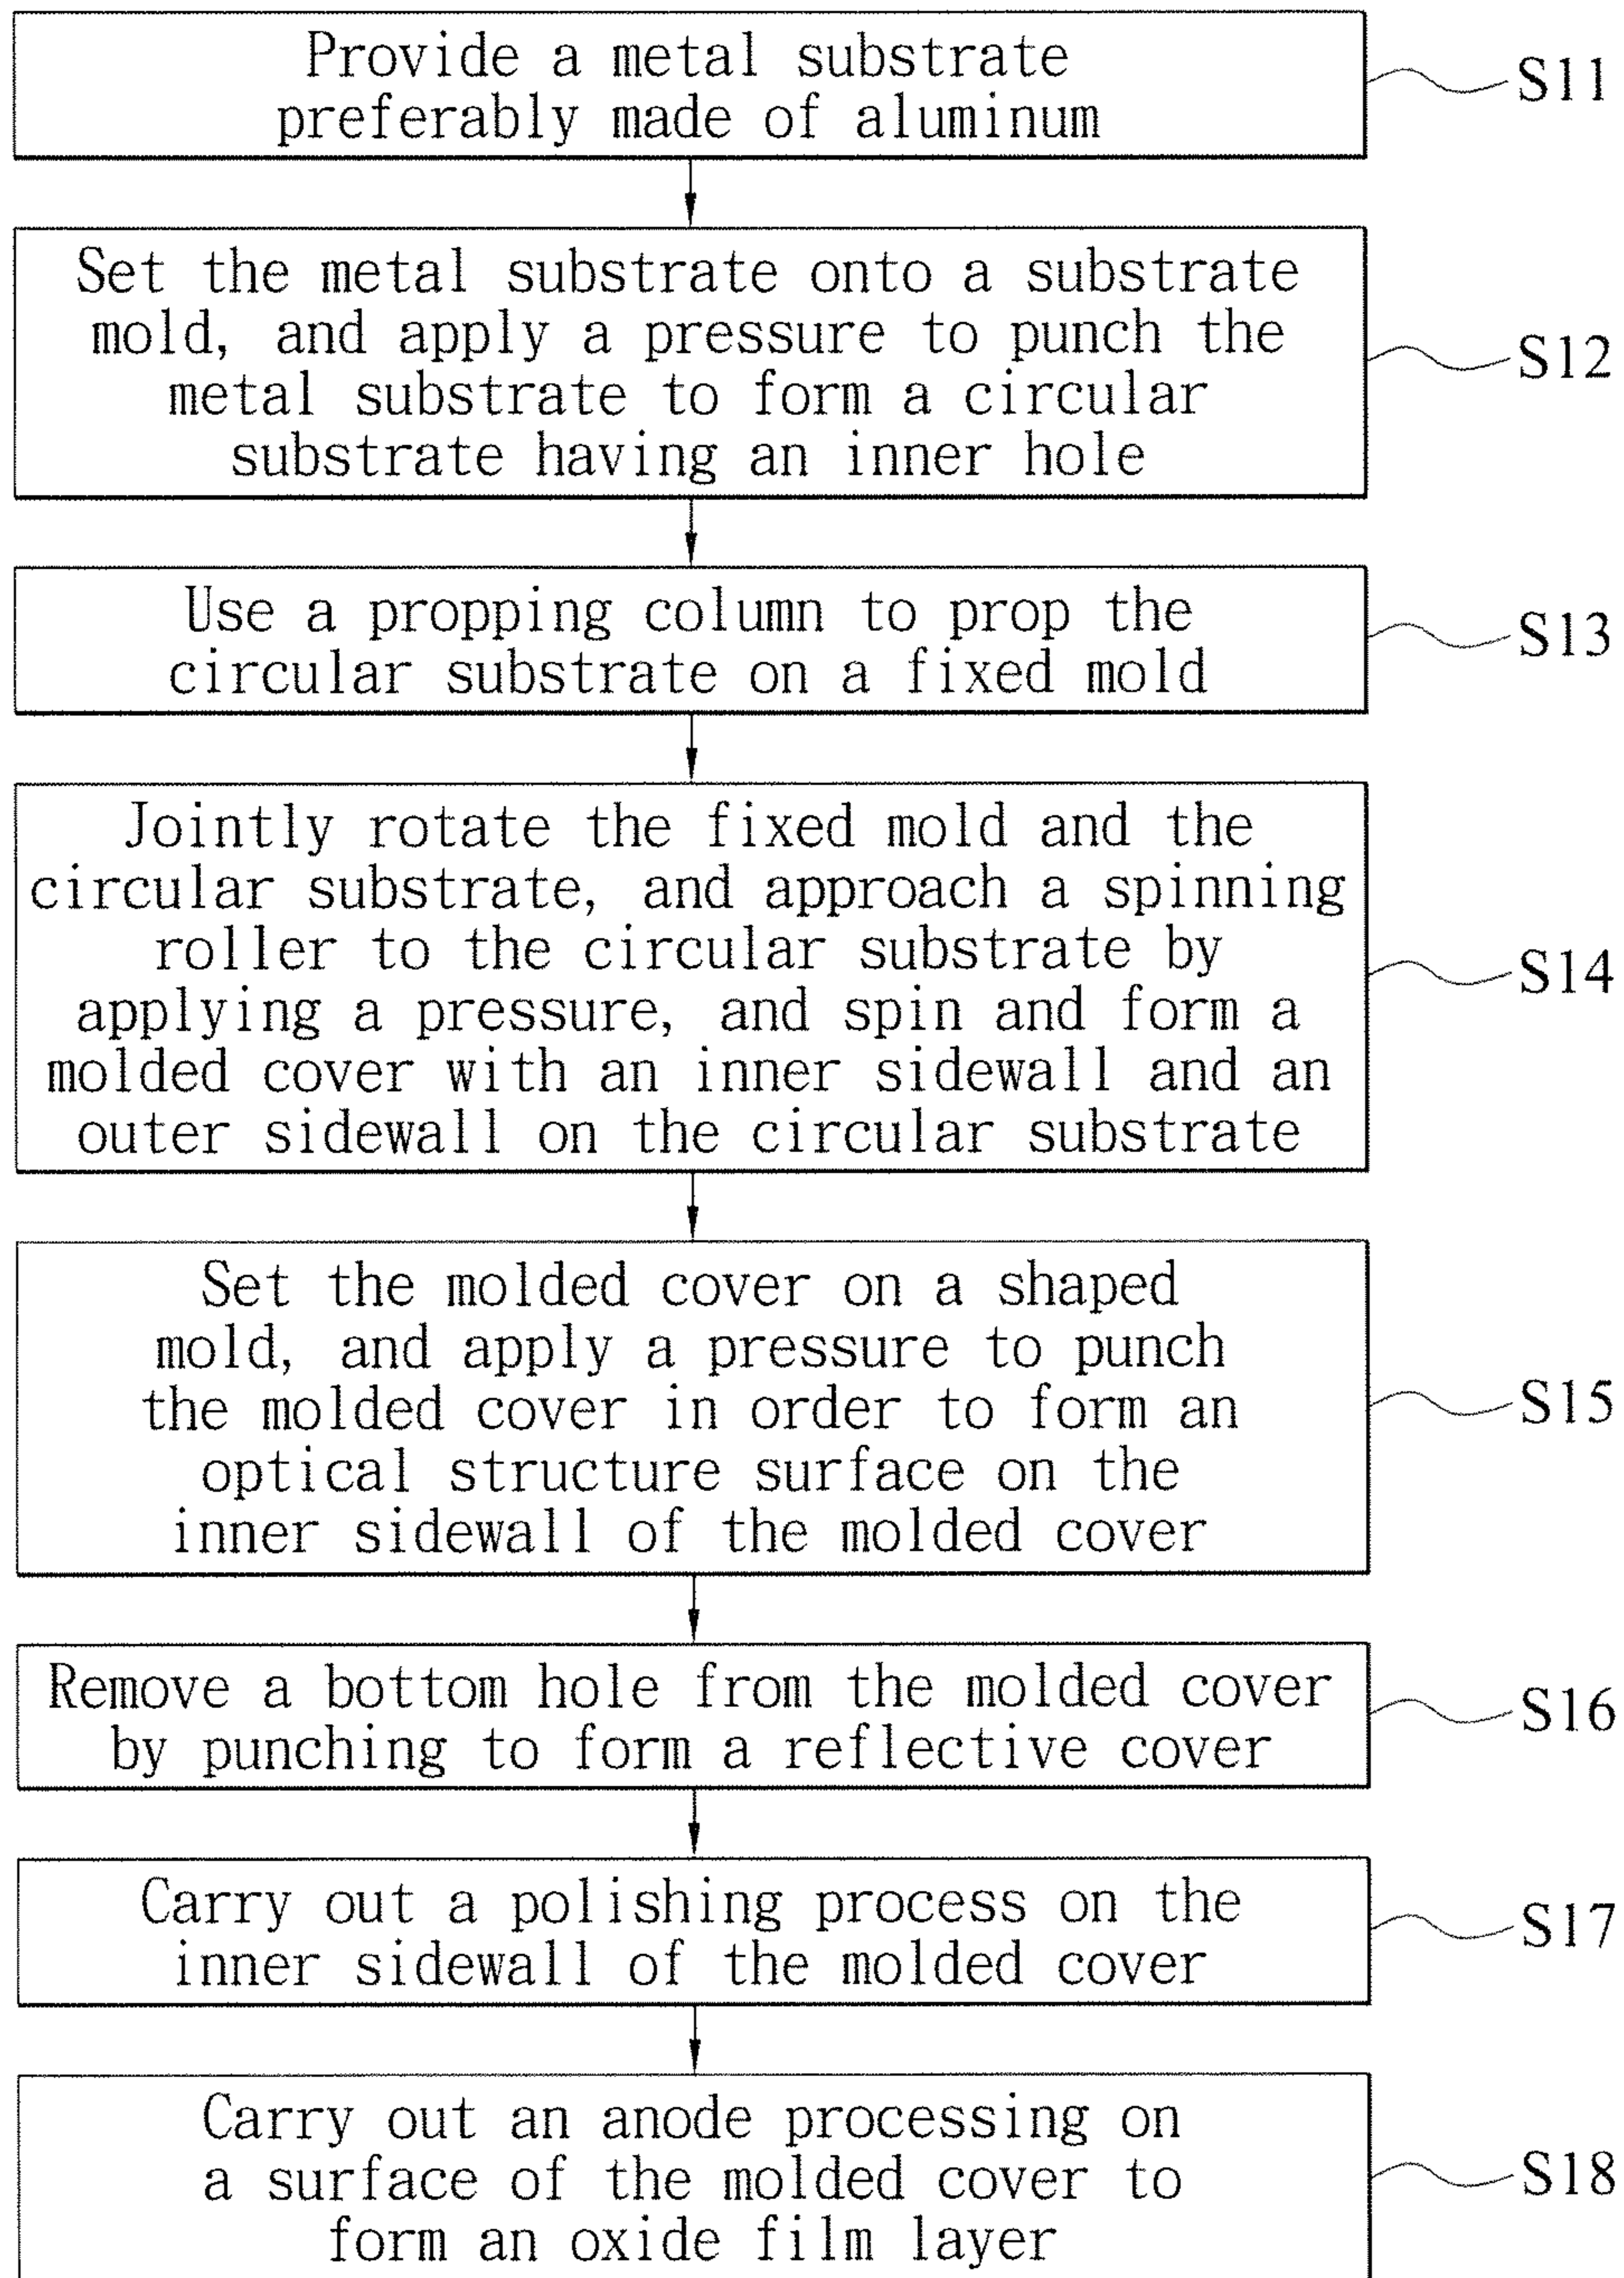 Provide a metal substrate
preferably made of aluminum
S11
Set the metal substrate onto a substrate
mold, and apply a pressure to punch the
metal substrate to form a circular
substrate having an inner hole
S12
Use a propping column to prop the
circular substrate on a fixed mold
S13
Jointly rotate the fixed mold and the
circular substrate, and approach a spinning
roller to the circular substrate by
applying a pressure, and spin and form a
molded cover with an inner sidewall and an
outer sidewall on the circular substrate
S14
Set the molded cover on a shaped
mold, and apply a pressure to punch
the molded cover in order to form an
optical structure surface on the
inner sidewall of the molded cover
S15
Remove a bottom hole from the molded cover
by punching to form a reflective cover
S16
Carry out a polishing process on the
inner sidewall of the molded cover
S17
Carry out an anode processing on
a surface of the molded cover to
form an oxide film layer
S18